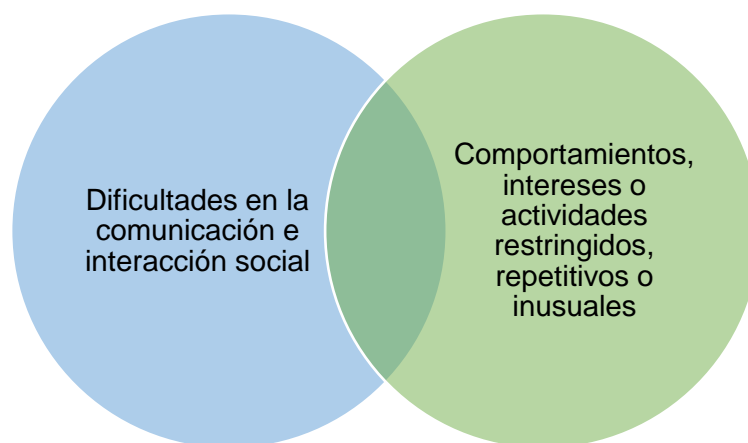 Dificultades en la
comunicación e
interacción social
Comportamientos,
intereses o
actividades
restringidos,
repetitivos o
inusuales